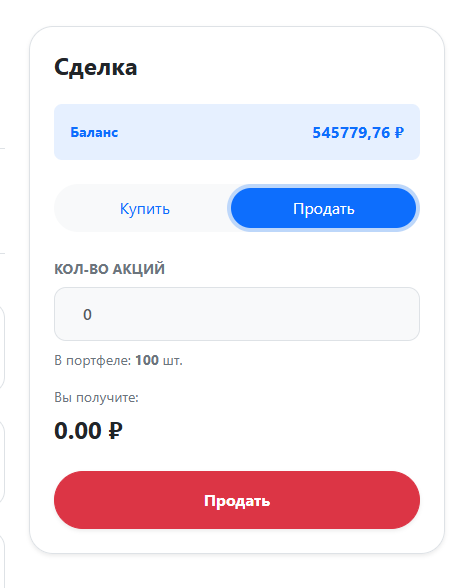 Сделка
Баланс 545779,76 ₽
Купить Продать
КОЛ-ВО АКЦИЙ
0
В портфеле: 100 шт.
Вы получите:
0.00 ₽
Продать